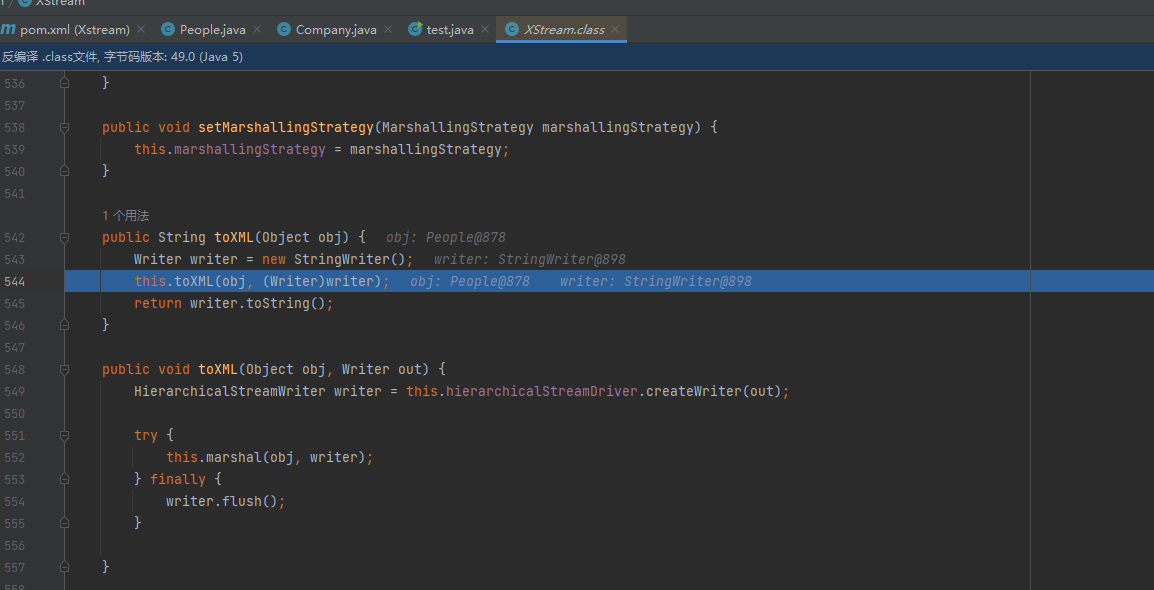 XStream
pom.xml (Xstream) People.java Company.java test.java XStream.class
反编译 .class文件, 字节码版本: 49.0 (Java 5)
536 }
537
538 public void setMarshallingStrategy(MarshallingStrategy marshallingStrategy) {
539 this.marshallingStrategy = marshallingStrategy;
540 }
541
1 个用法
542 public String toXML(Object obj) { obj: People@878
543 Writer writer = new StringWriter(); writer: StringWriter@898
544 this.toXML(obj, (Writer)writer); obj: People@878 writer: StringWriter@898
545 return writer.toString();
546 }
547
548 public void toXML(Object obj, Writer out) {
549 HierarchicalStreamWriter writer = this.hierarchicalStreamDriver.createWriter(out);
550
551 try {
552 this.marshal(obj, writer);
553 } finally {
554 writer.flush();
555 }
556
557 }
558